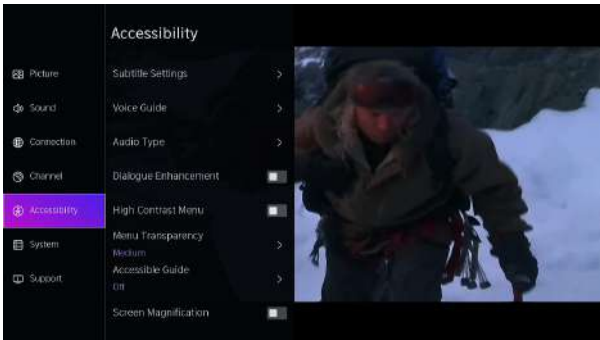 Accessibility
Picture
Sound
Connection
Channel
Accessibility
System
Support
Subtitle Settings
Voice Guide
Audio Type
Dialogue Enhancement
High Contrast Menu
Menu Transparency
Medium
Accessible Guide
Off
Screen Magnification